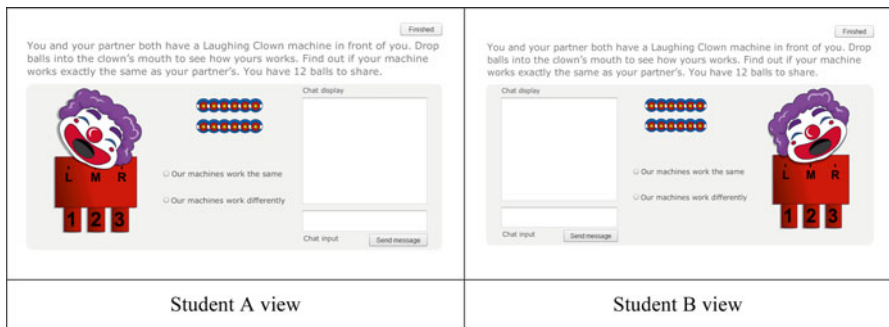 Finished
You and your partner both have a Laughing Clown machine in front of you. Drop
balls into the clown's mouth to see how yours works. Find out if your machine
works exactly the same as your partner's. You have 12 balls to share.
Chat display
L M R
Our machines work the same
Our machines work differently
1 2 3
Chat input
Send message
Student A view
Finished
You and your partner both have a Laughing Clown machine in front of you. Drop
balls into the clown's mouth to see how yours works. Find out if your machine
works exactly the same as your partner's. You have 12 balls to share.
Chat display
Our machines work the same
L M R
Our machines work differently
1 2 3
Chat input
Send message
Student B view